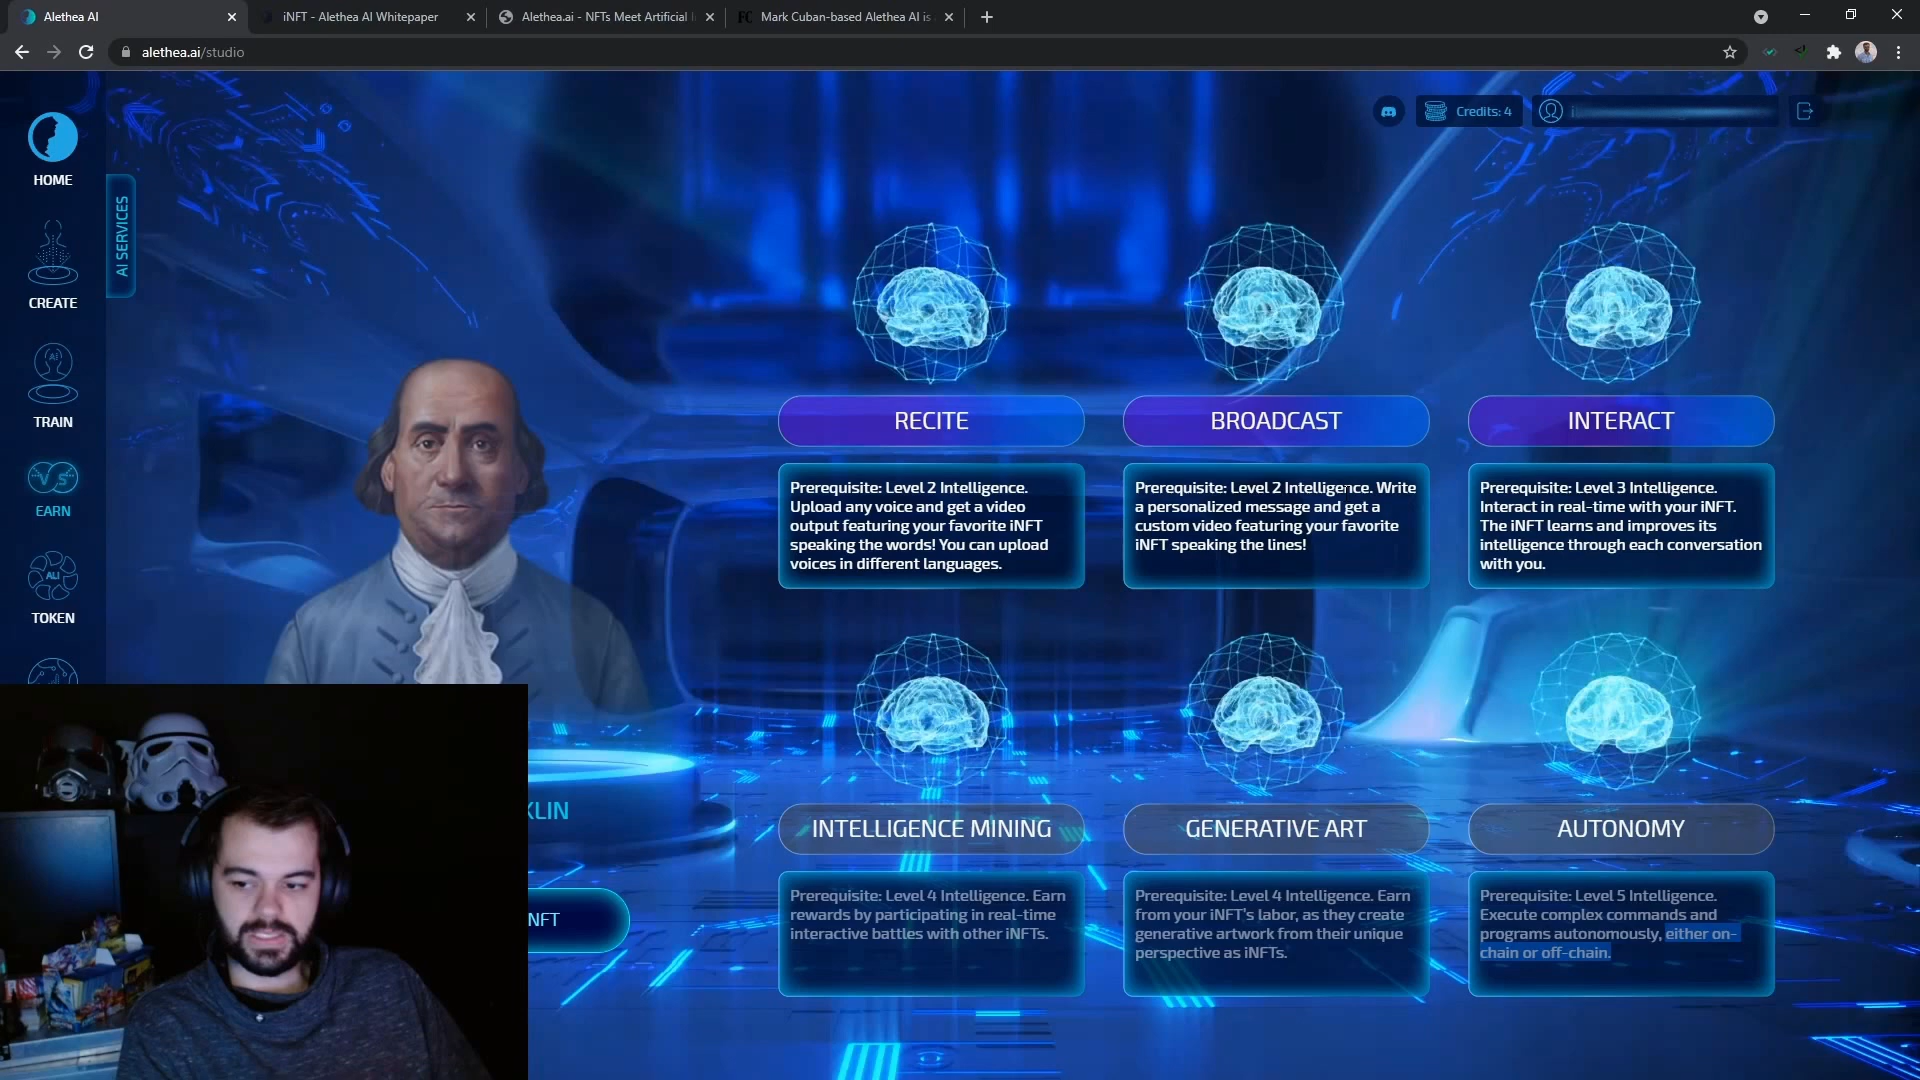 Alethea AI
iNFT - Alethea AI Whitepaper
Alethea.ai - NFTs Meet Artificial I
FC
Mark Cuban-based Alethea AI is
alethea.ai/studio
Credits: 4
HOME
AI SERVICES
CREATE
AI
TRAIN
VS
EARN
ALI
TOKEN
RECITE
Prerequisite: Level 2 Intelligence.
Upload any voice and get a video
output featuring your favorite iNFT
speaking the words! You can upload
voices in different languages.
BROADCAST
Prerequisite: Level 2 Intelligence. Write
a personalized message and get a
custom video featuring your favorite
iNFT speaking the lines!
INTERACT
Prerequisite: Level 3 Intelligence.
Interact in real-time with your iNFT.
The iNFT learns and improves its
intelligence through each conversation
with you.
KLIN
NFT
INTELLIGENCE MINING
Prerequisite: Level 4 Intelligence. Earn
rewards by participating in real-time
interactive battles with other iNFTs.
GENERATIVE ART
Prerequisite: Level 4 Intelligence. Earn
from your iNFT's labor, as they create
generative artwork from their unique
perspective as iNFTs.
AUTONOMY
Prerequisite: Level 5 Intelligence.
Execute complex commands and
programs autonomously, either on-
chain or off-chain.